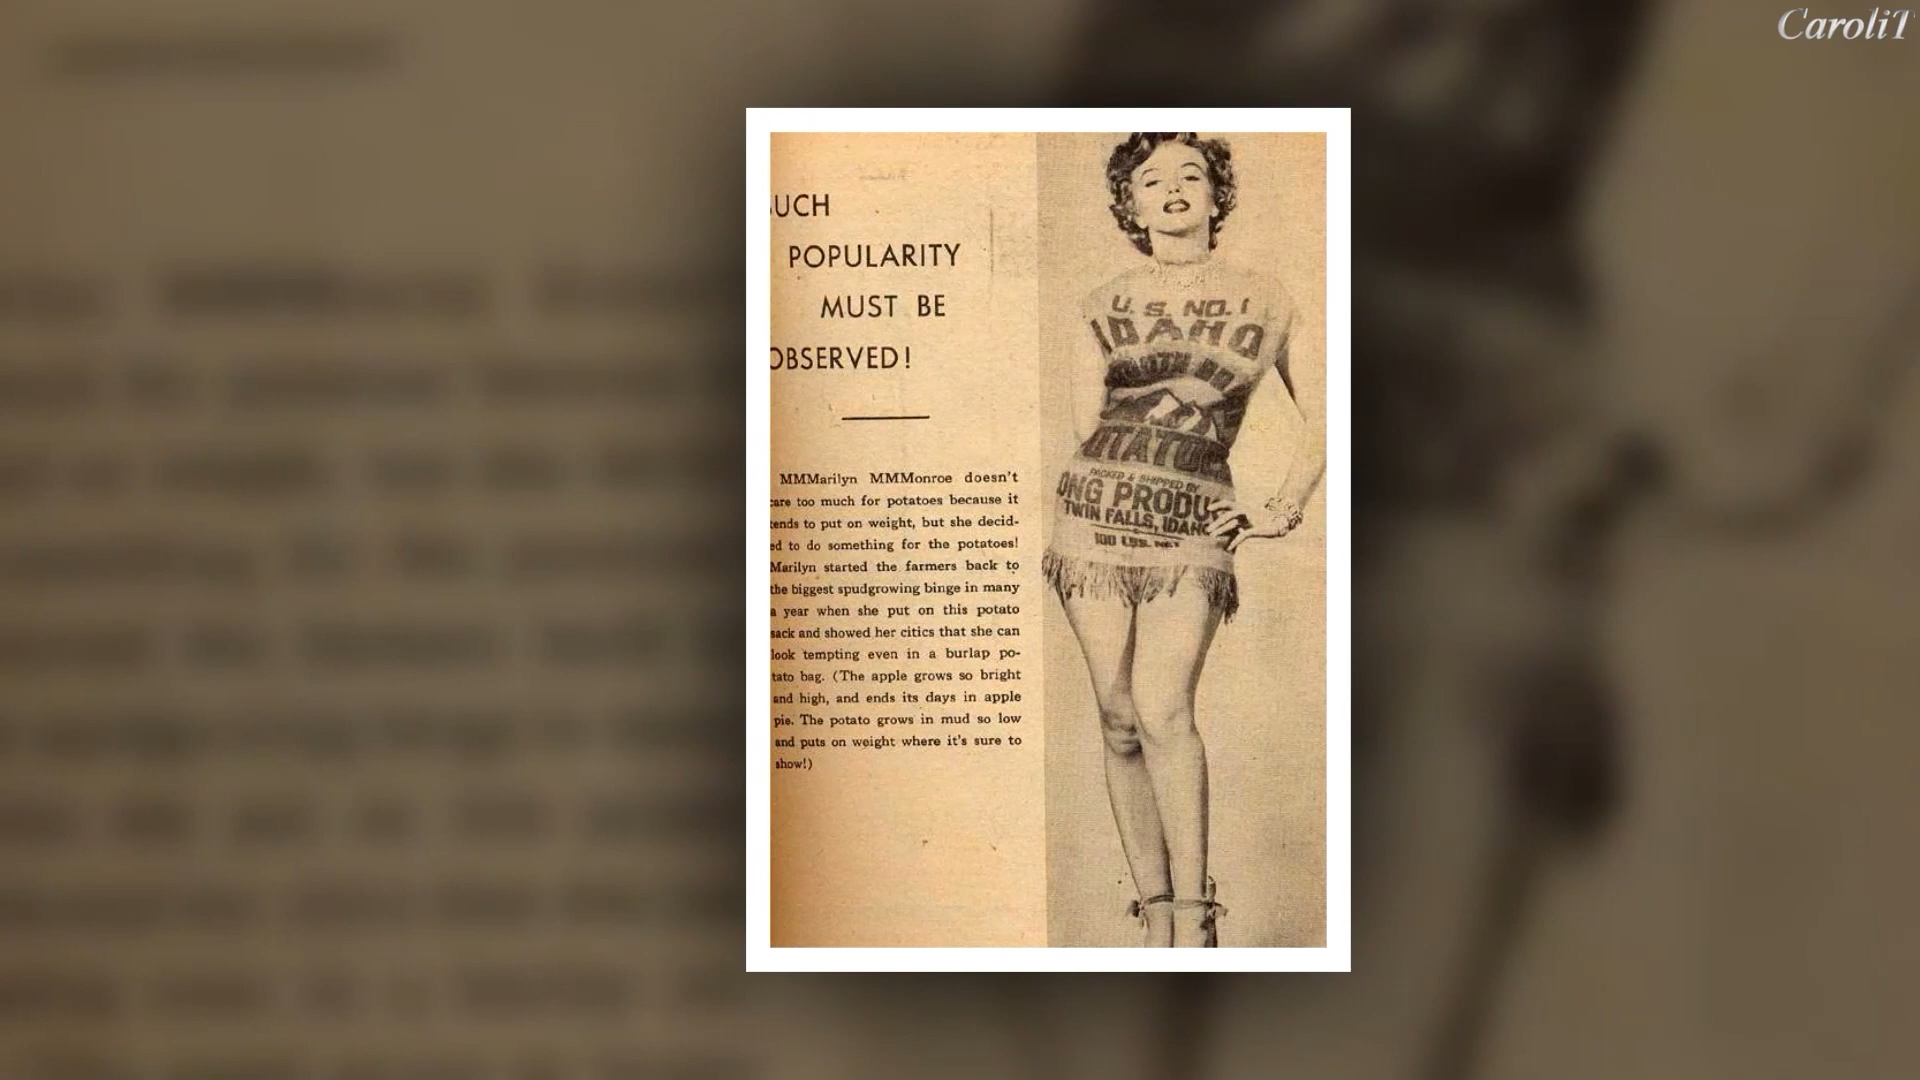 CaroliT
SUCH
POPULARITY
MUST BE
OBSERVED!
MMMarilyn MMMonroe doesn't
care too much for potatoes because it
tends to put on weight, but she decid-
ed to do something for the potatoes!
Marilyn started the farmers back to
the biggest spudgrowing binge in many
a year when she put on this potato
sack and showed her citics that she can
look tempting even in a burlap po-
tato bag. (The apple grows so bright
and high, and ends its days in apple
pie. The potato grows in mud so low
and puts on weight where it's sure to
show!)
U. S. NO. 1
IDAHO
OTATOE
PACKED & SHIPPED BY
ONG PRODU
TWIN FALLS, IDAHO
100 LBS. NET